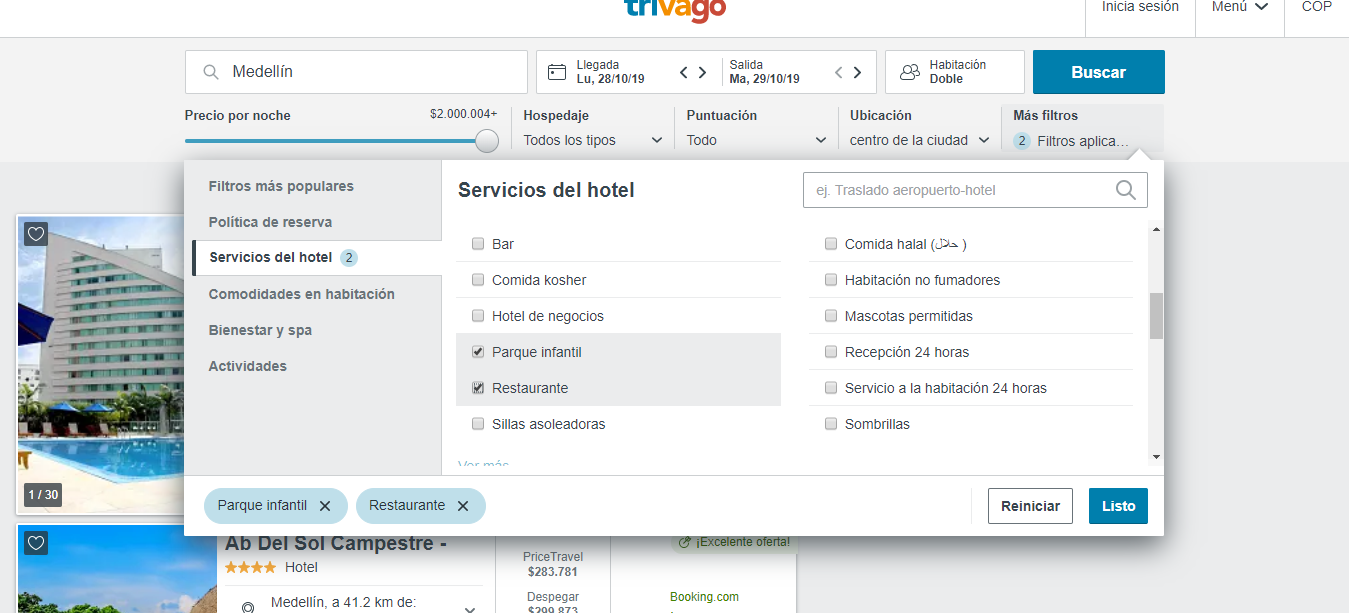 trivago
Inicia sesión
Menú
COP
Medellín
Llegada
Lu, 28/10/19
Salida
Ma, 29/10/19
Habitación
Doble
Buscar
Precio por noche
$2.000.004+
Hospedaje
Todos los tipos
Puntuación
Todo
Ubicación
centro de la ciudad
Más filtros
2 Filtros aplica...
Filtros más populares
Política de reserva
Servicios del hotel 2
Comodidades en habitación
Bienestar y spa
Actividades
Servicios del hotel
ej. Traslado aeropuerto-hotel
Bar
Comida kosher
Hotel de negocios
Parque infantil
Restaurante
Sillas asoleadoras
Ver más
Comida halal (حلال )
Habitación no fumadores
Mascotas permitidas
Recepción 24 horas
Servicio a la habitación 24 horas
Sombrillas
Parque infantil
Restaurante
Reiniciar
Listo
1 / 30
Ab Del Sol Campestre -
Hotel
Medellín, a 41.2 km de:
PriceTravel
$283.781
Despegar
$299.873
¡Excelente oferta!
Booking.com